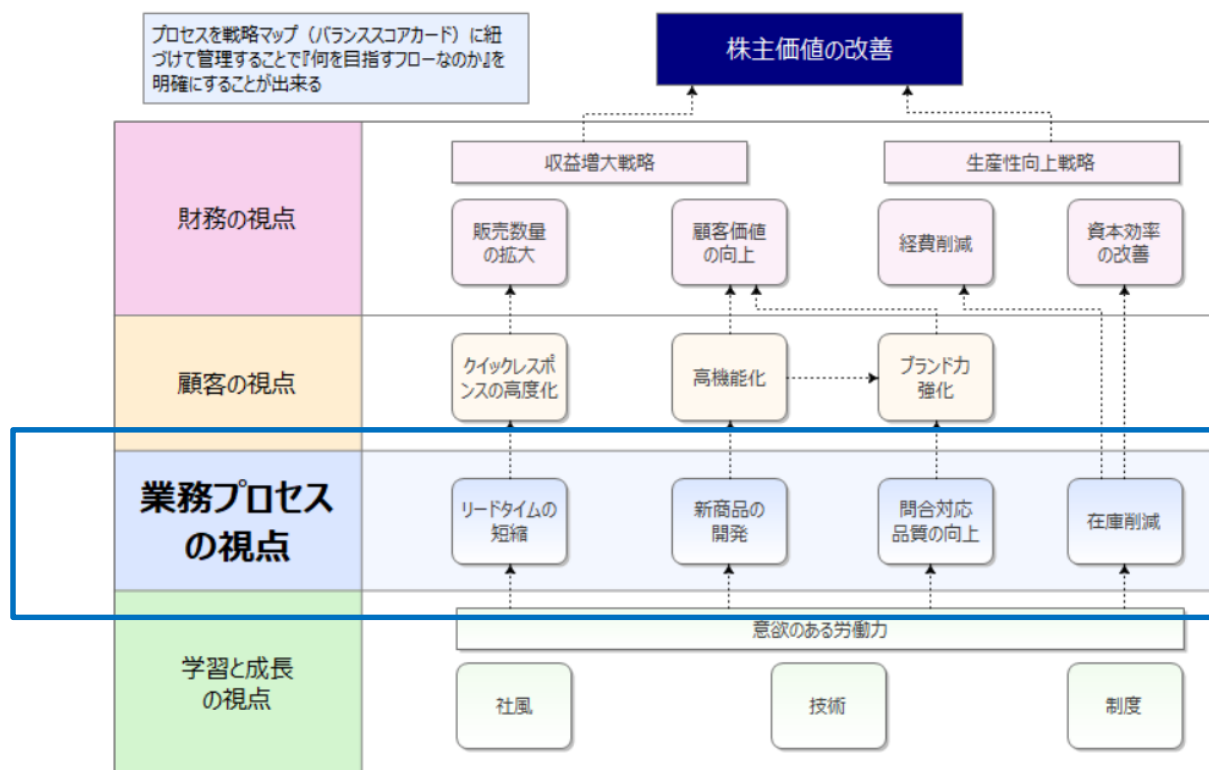 プロセスを戦略マップ（バランススコアカード）に紐
づけて管理することで『何を目指すフローなのか』を
明確にすることが出来る
株主価値の改善
財務の視点
収益増大戦略
生産性向上戦略
販売数量
の拡大
顧客価値
の向上
経費削減
資本効率
の改善
顧客の視点
クイックレスポ
ンスの高度化
高機能化
ブランド力
強化
業務プロセス
の視点
リードタイムの
短縮
新商品の
開発
問合対応
品質の向上
在庫削減
学習と成長
の視点
意欲のある労働力
社風
技術
制度